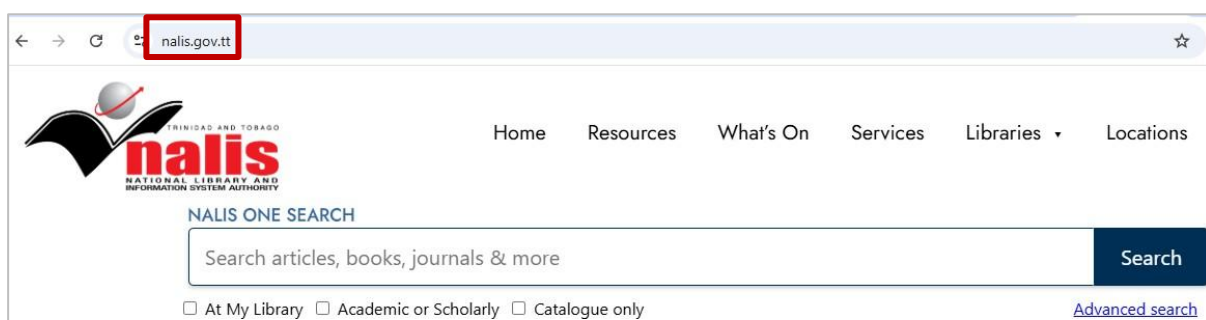 nalis.gov.tt
TRINIDAD AND TOBAGO
nalis
NATIONAL LIBRARY AND
INFORMATION SYSTEM AUTHORITY
Home Resources What's On Services Libraries Locations
NALIS ONE SEARCH
Search articles, books, journals & more Search
At My Library Academic or Scholarly Catalogue only Advanced search